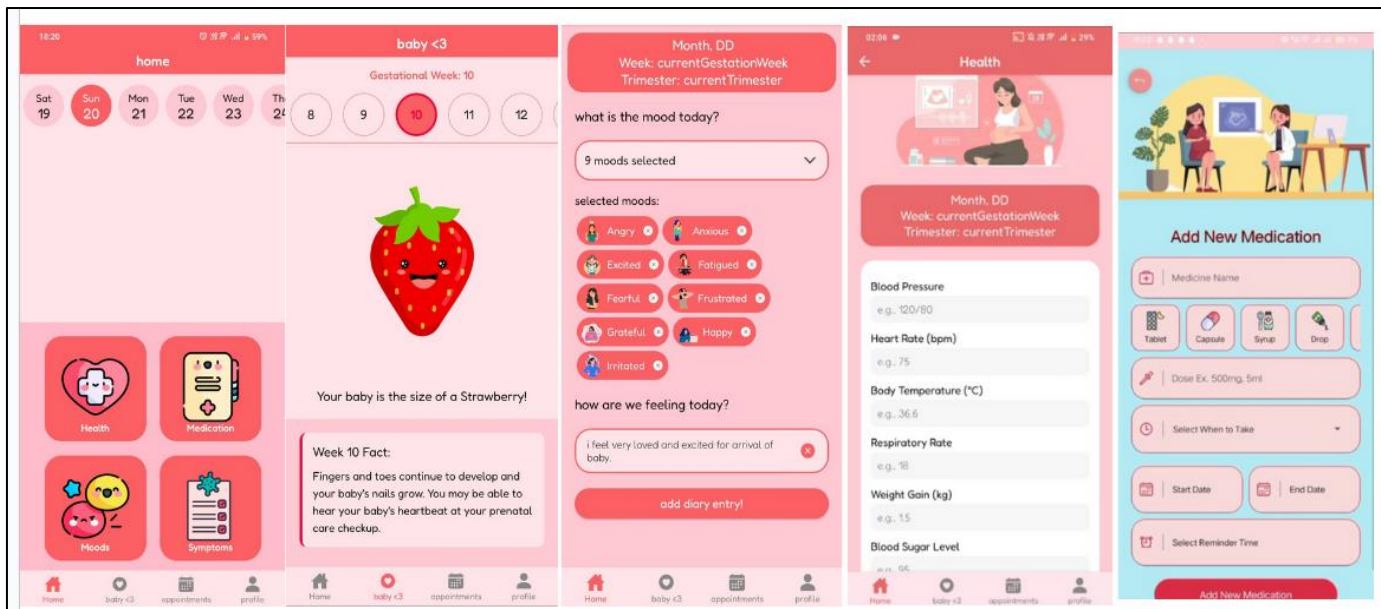 18:20
59%
home
Sat Sun Mon Tue Wed Th
19 20 21 22 23 24
Health
Medication
Moods
Symptoms
Home baby <3 appointments profile
baby <3
Gestational Week: 10
8 9 10 11 12
Your baby is the size of a Strawberry!
Week 10 Fact:
Fingers and toes continue to develop and
your baby's nails grow. You may be able to
hear your baby's heartbeat at your prenatal
care checkup.
Home baby <3 appointments profile
Month, DD
Week: currentGestationWeek
Trimester: currentTrimester
what is the mood today?
9 moods selected
selected moods:
Angry Anxious
Excited Fatigued
Fearful Frustrated
Grateful Happy
Irritated
how are we feeling today?
i feel very loved and excited for arrival of
baby.
add diary entry!
Home baby <3 appointments profile
02:06
29%
Health
Month, DD
Week: currentGestationWeek
Trimester: currentTrimester
Blood Pressure
e.g., 120/80
Heart Rate (bpm)
e.g., 75
Body Temperature (°C)
e.g., 36.6
Respiratory Rate
e.g., 18
Weight Gain (kg)
e.g., 1.5
Blood Sugar Level
e.g., 95
Home baby <3 appointments profile
Add New Medication
Medicine Name
Tablet Capsule Syrup Drop
Dose Ex. 500mg, 5ml
Select When to Take
Start Date End Date
Select Reminder Time
Add New Medication